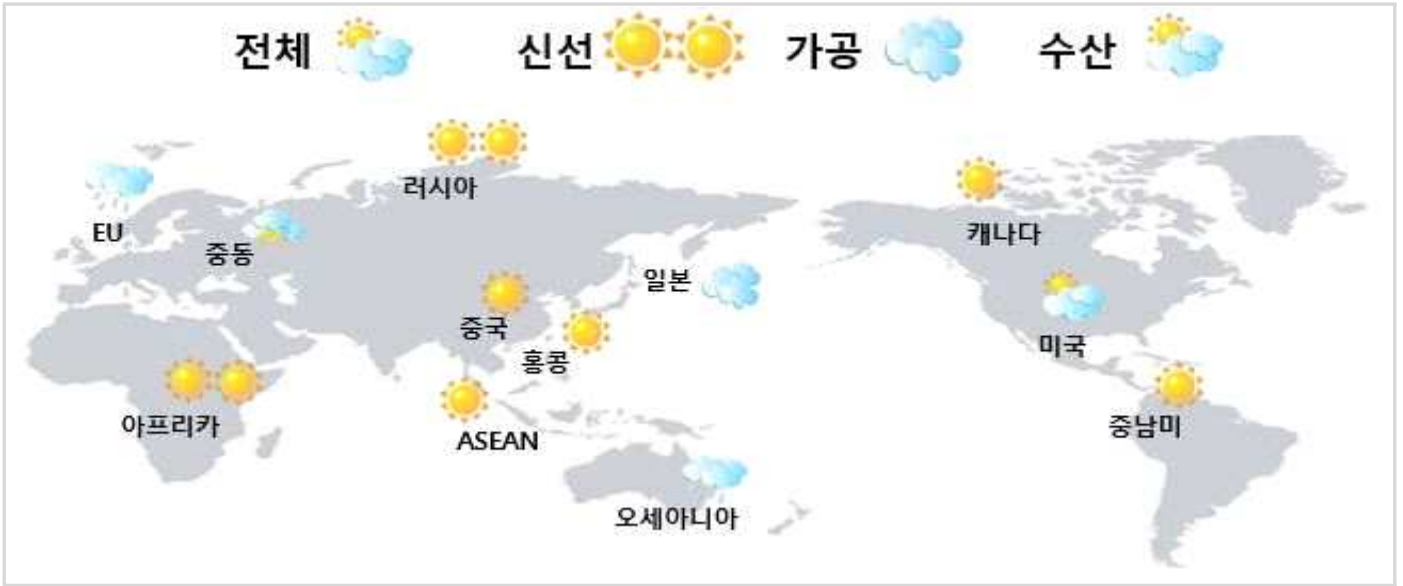 전체 신선 가공 수산
러시아
EU
중동
캐나다
일본
중국
홍콩
미국
아프리카
ASEAN
중남미
오세아니아